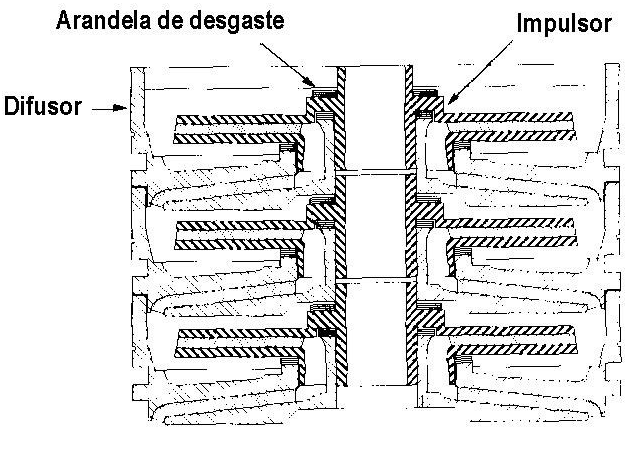 Arandela de desgaste
Impulsor
Difusor